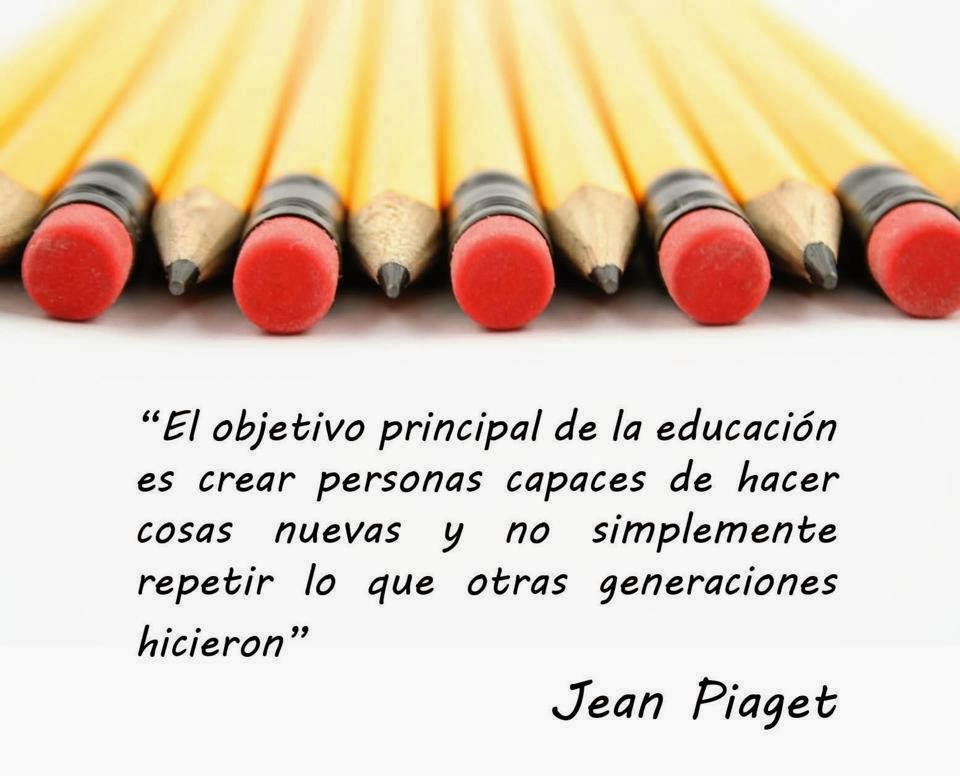 “El objetivo principal de la educación
es crear personas capaces de hacer
cosas nuevas y no simplemente
repetir lo que otras generaciones
hicieron”
Jean Piaget